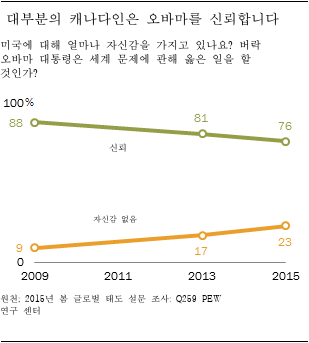 대부분의 캐나다인은 오바마를 신뢰합니다
미국에 대해 얼마나 자신감을 가지고 있나요? 버락
오바마 대통령은 세계 문제에 관해 옳은 일을 할
것인가?
100%
88
81
76
신뢰
자신감 없음
9
17
23
0
2009
2011
2013
2015
원천; 2015년 봄 글로벌 태도 설문 조사: Q259 PEW
연구 센터